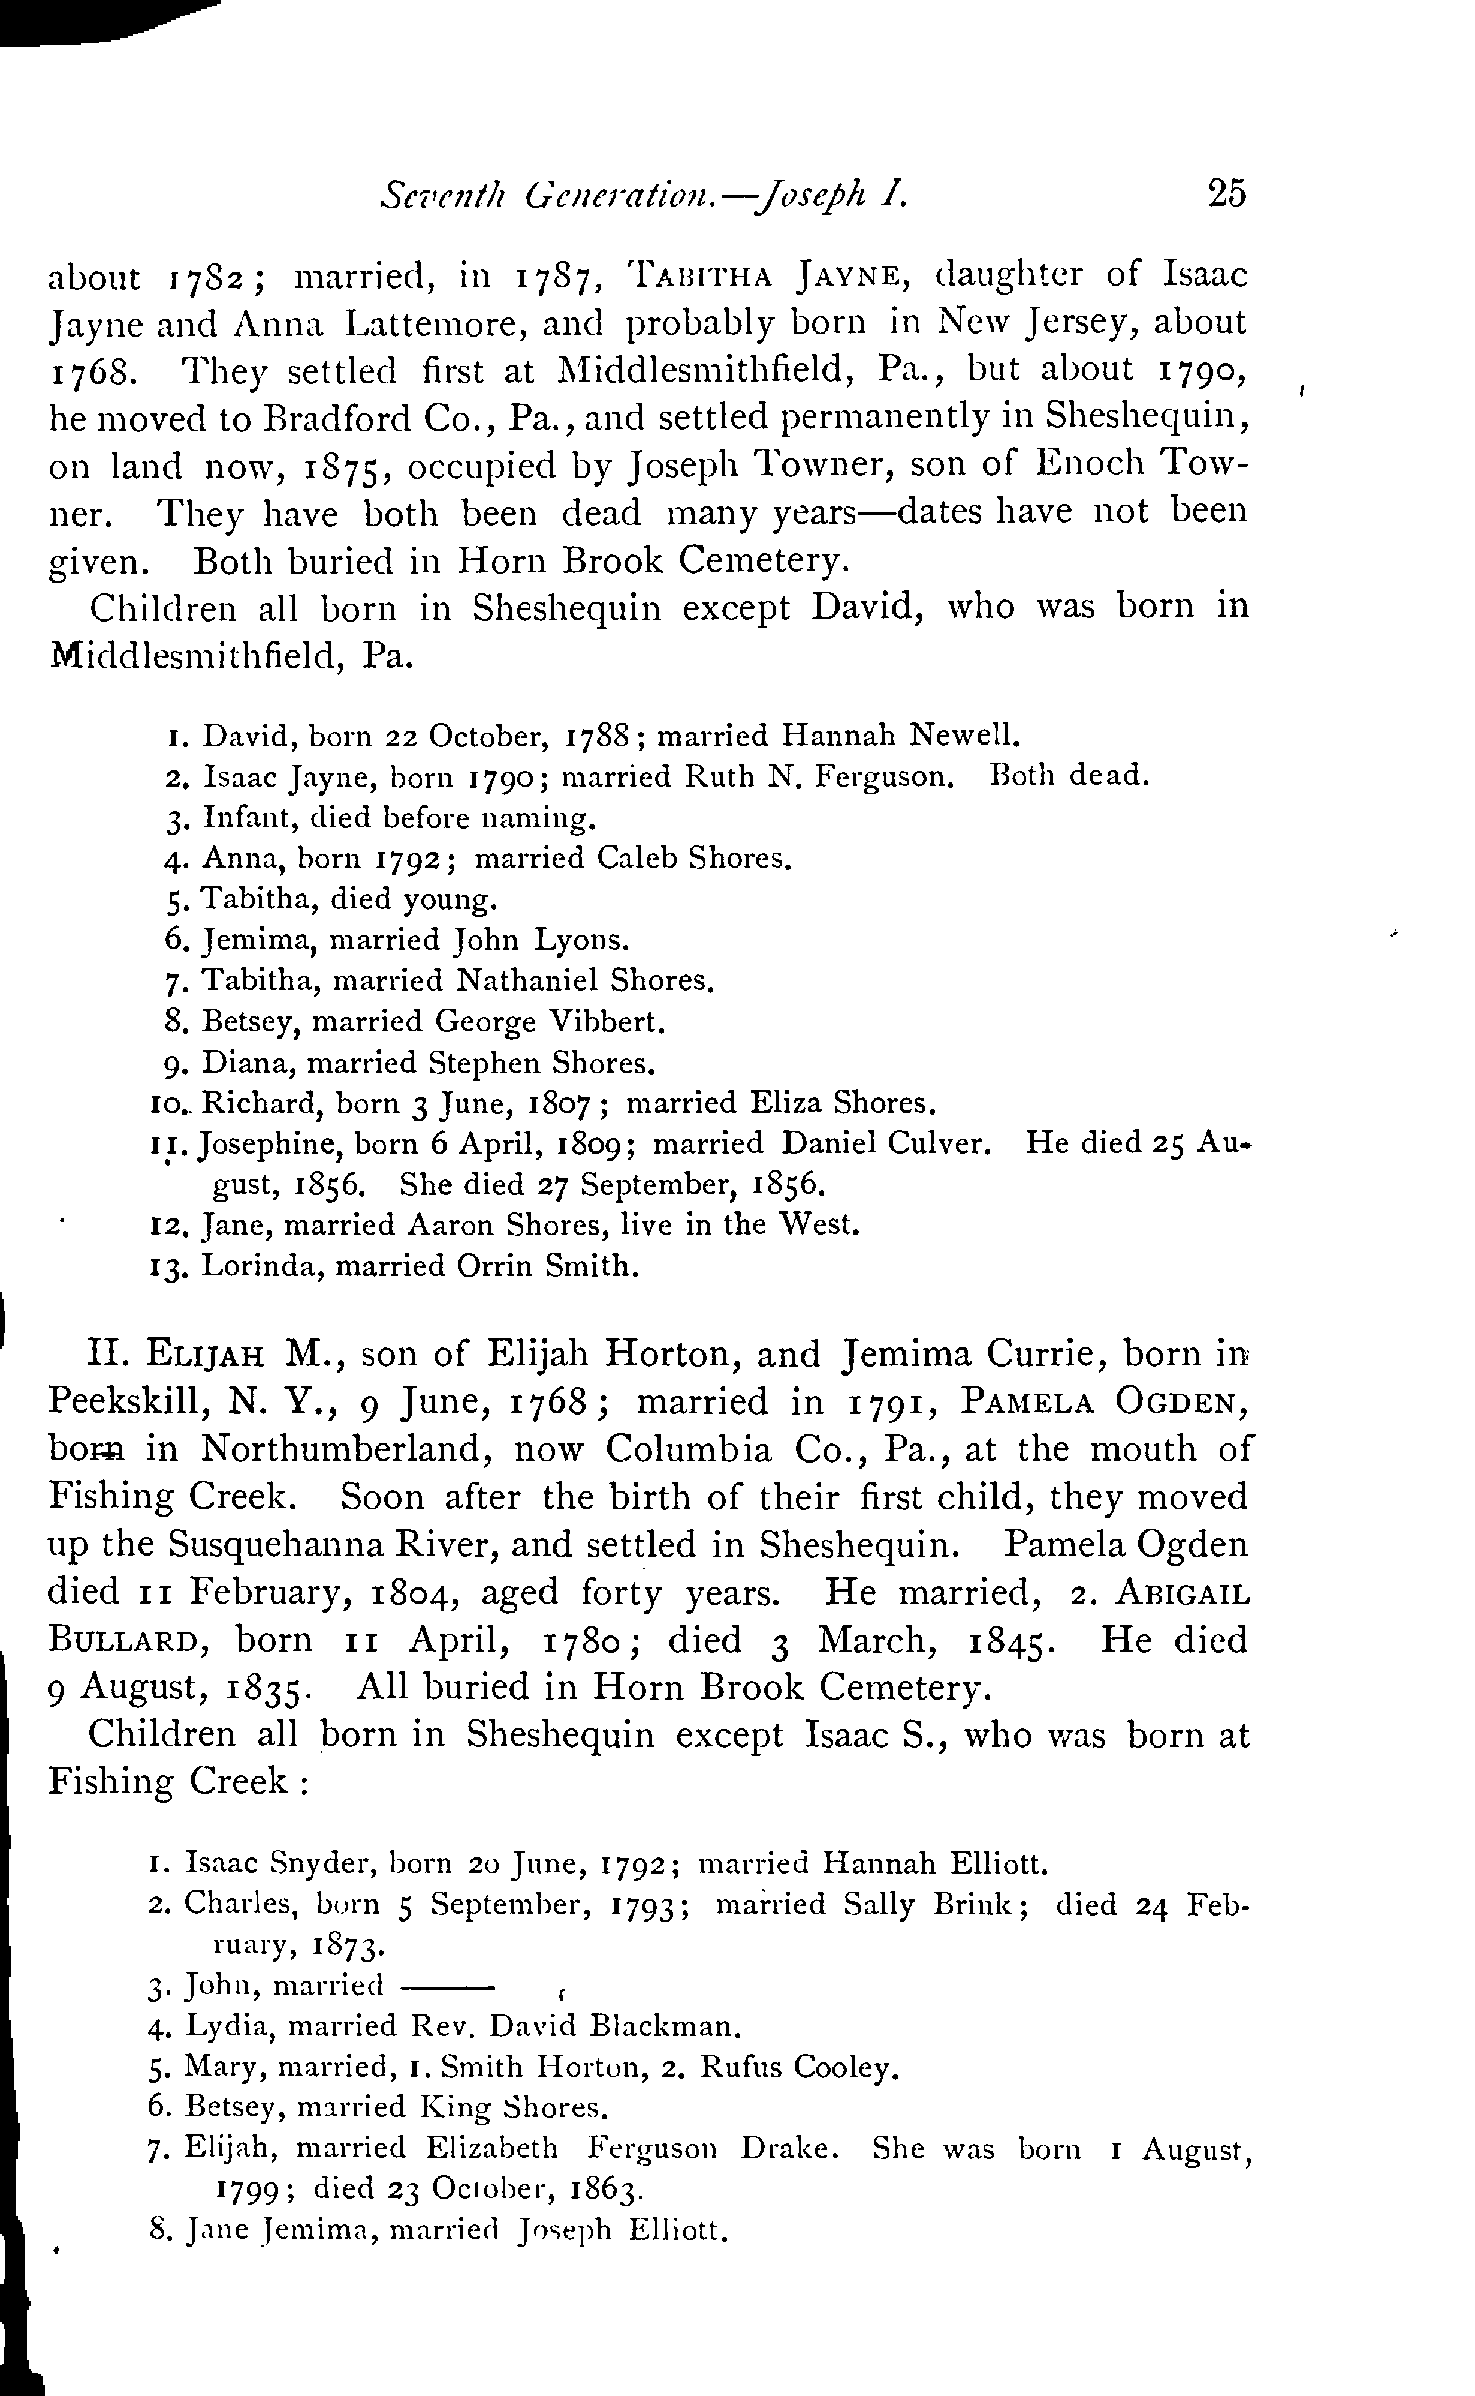 Seventh Generation.—Joseph I. 25
about 1782; married, in 1787, TABITHA JAYNE, daughter of Isaac
Jayne and Anna Lattemore, and probably born in New Jersey, about
1768. They settled first at Middlesmithfield, Pa., but about 1790,
he moved to Bradford Co., Pa., and settled permanently in Sheshequin,
on land now, 1875, occupied by Joseph Towner, son of Enoch Tow-
ner. They have both been dead many years—dates have not been
given. Both buried in Horn Brook Cemetery.
Children all born in Sheshequin except David, who was born in
Middlesmithfield, Pa.
1. David, born 22 October, 1788; married Hannah Newell.
2. Isaac Jayne, born 1790; married Ruth N. Ferguson. Both dead.
3. Infant, died before naming.
4. Anna, born 1792; married Caleb Shores.
5. Tabitha, died young.
6. Jemima, married John Lyons.
7. Tabitha, married Nathaniel Shores.
8. Betsey, married George Vibbert.
9. Diana, married Stephen Shores.
10. Richard, born 3 June, 1807; married Eliza Shores.
11. Josephine, born 6 April, 1809; married Daniel Culver. He died 25 Au-
gust, 1856. She died 27 September, 1856.
12. Jane, married Aaron Shores, live in the West.
13. Lorinda, married Orrin Smith.
II. ELIJAH M., son of Elijah Horton, and Jemima Currie, born in
Peekskill, N. Y., 9 June, 1768; married in 1791, PAMELA OGDEN,
born in Northumberland, now Columbia Co., Pa., at the mouth of
Fishing Creek. Soon after the birth of their first child, they moved
up the Susquehanna River, and settled in Sheshequin. Pamela Ogden
died 11 February, 1804, aged forty years. He married, 2. ABIGAIL
BULLARD, born 11 April, 1780; died 3 March, 1845. He died
9 August, 1835. All buried in Horn Brook Cemetery.
Children all born in Sheshequin except Isaac S., who was born at
Fishing Creek :
1. Isaac Snyder, born 20 June, 1792; married Hannah Elliott.
2. Charles, born 5 September, 1793; married Sally Brink; died 24 Feb-
ruary, 1873.
3. John, married ———
4. Lydia, married Rev. David Blackman.
5. Mary, married, 1. Smith Horton, 2. Rufus Cooley.
6. Betsey, married King Shores.
7. Elijah, married Elizabeth Ferguson Drake. She was born 1 August,
1799; died 23 October, 1863.
8. Jane Jemima, married Joseph Elliott.